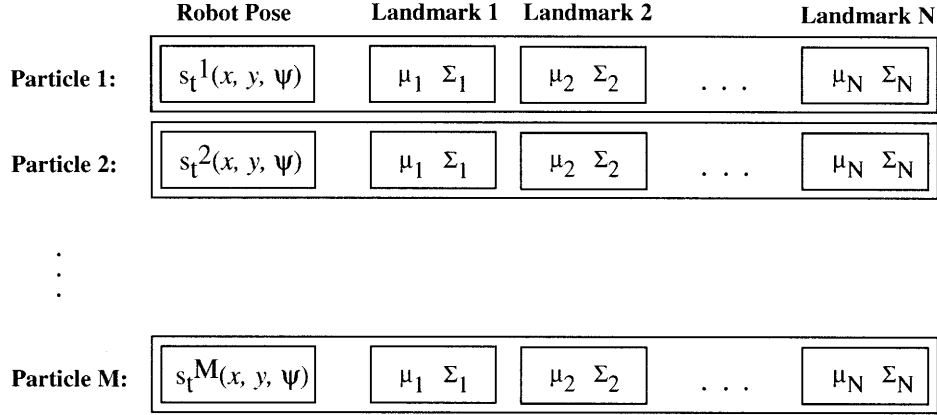 Robot Pose Landmark 1 Landmark 2 Landmark N
Particle 1: s_t^1(x, y, ψ) μ_1 Σ_1 μ_2 Σ_2 . . . μ_N Σ_N
Particle 2: s_t^2(x, y, ψ) μ_1 Σ_1 μ_2 Σ_2 . . . μ_N Σ_N
.
.
.
Particle M: s_t^M(x, y, ψ) μ_1 Σ_1 μ_2 Σ_2 . . . μ_N Σ_N